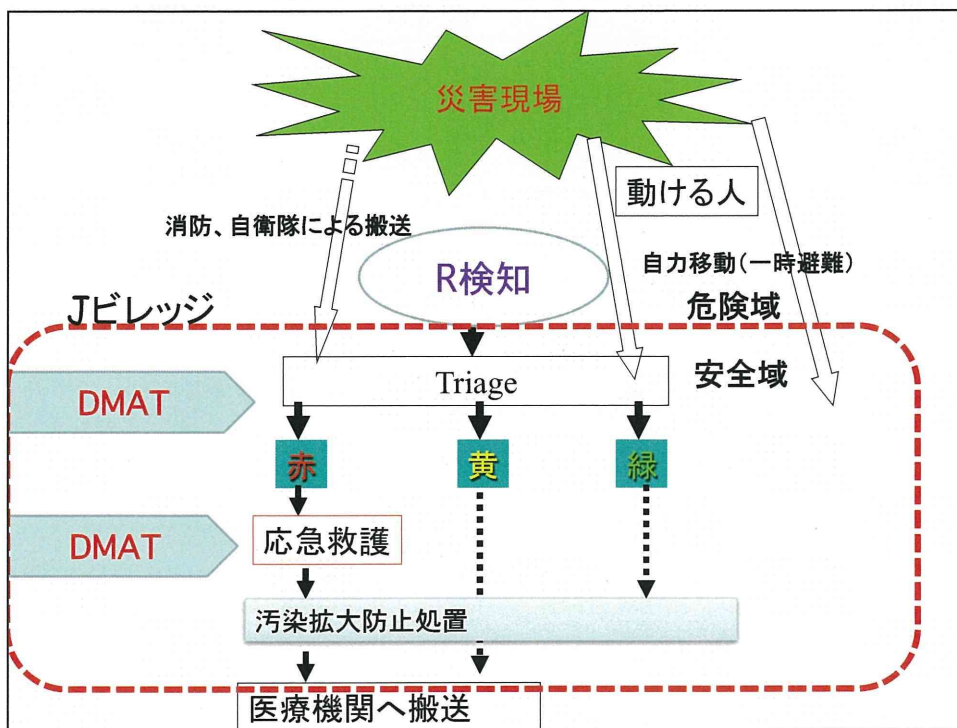 災害現場
動ける人
消防、自衛隊による搬送
R検知
自力移動(一時避難)
Jビレッジ
危険域
安全域
Triage
DMAT
赤
黄
緑
DMAT
応急救護
汚染拡大防止処置
医療機関へ搬送